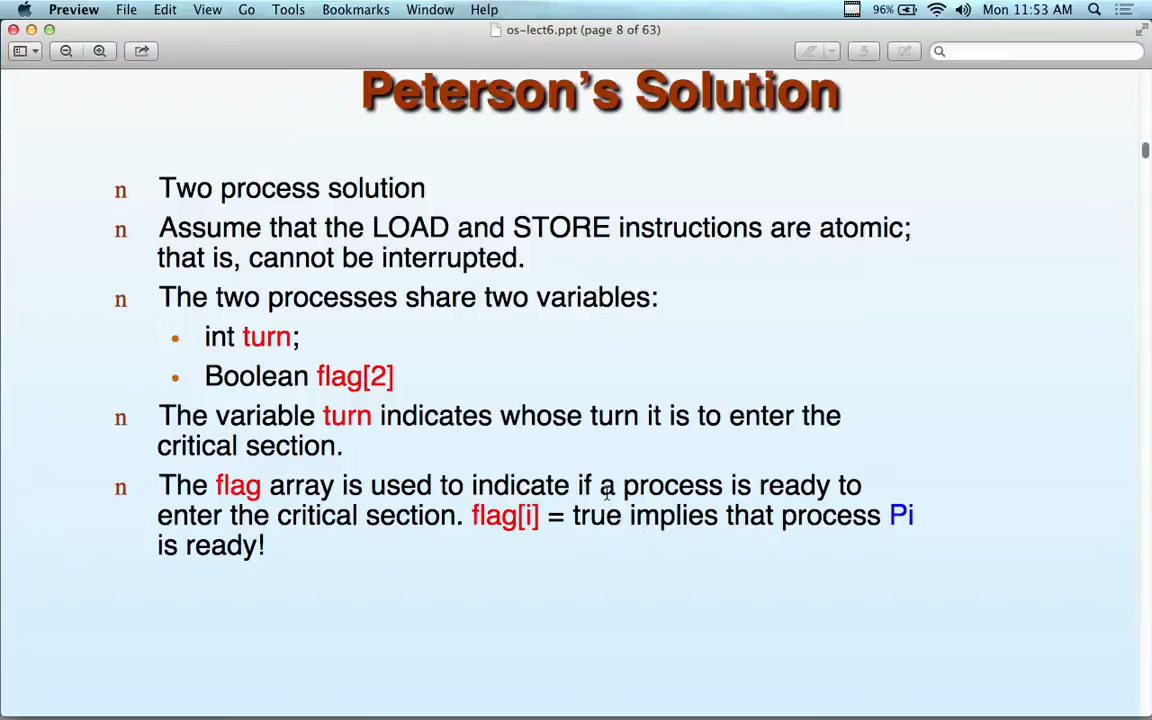 Preview File Edit View Go Tools Bookmarks Window Help 96% Mon 11:53 AM
os-lect6.ppt (page 8 of 63)
Peterson's Solution
n Two process solution
n Assume that the LOAD and STORE instructions are atomic;
that is, cannot be interrupted.
n The two processes share two variables:
• int turn;
• Boolean flag[2]
n The variable turn indicates whose turn it is to enter the
critical section.
n The flag array is used to indicate if a process is ready to
enter the critical section. flag[i] = true implies that process Pi
is ready!